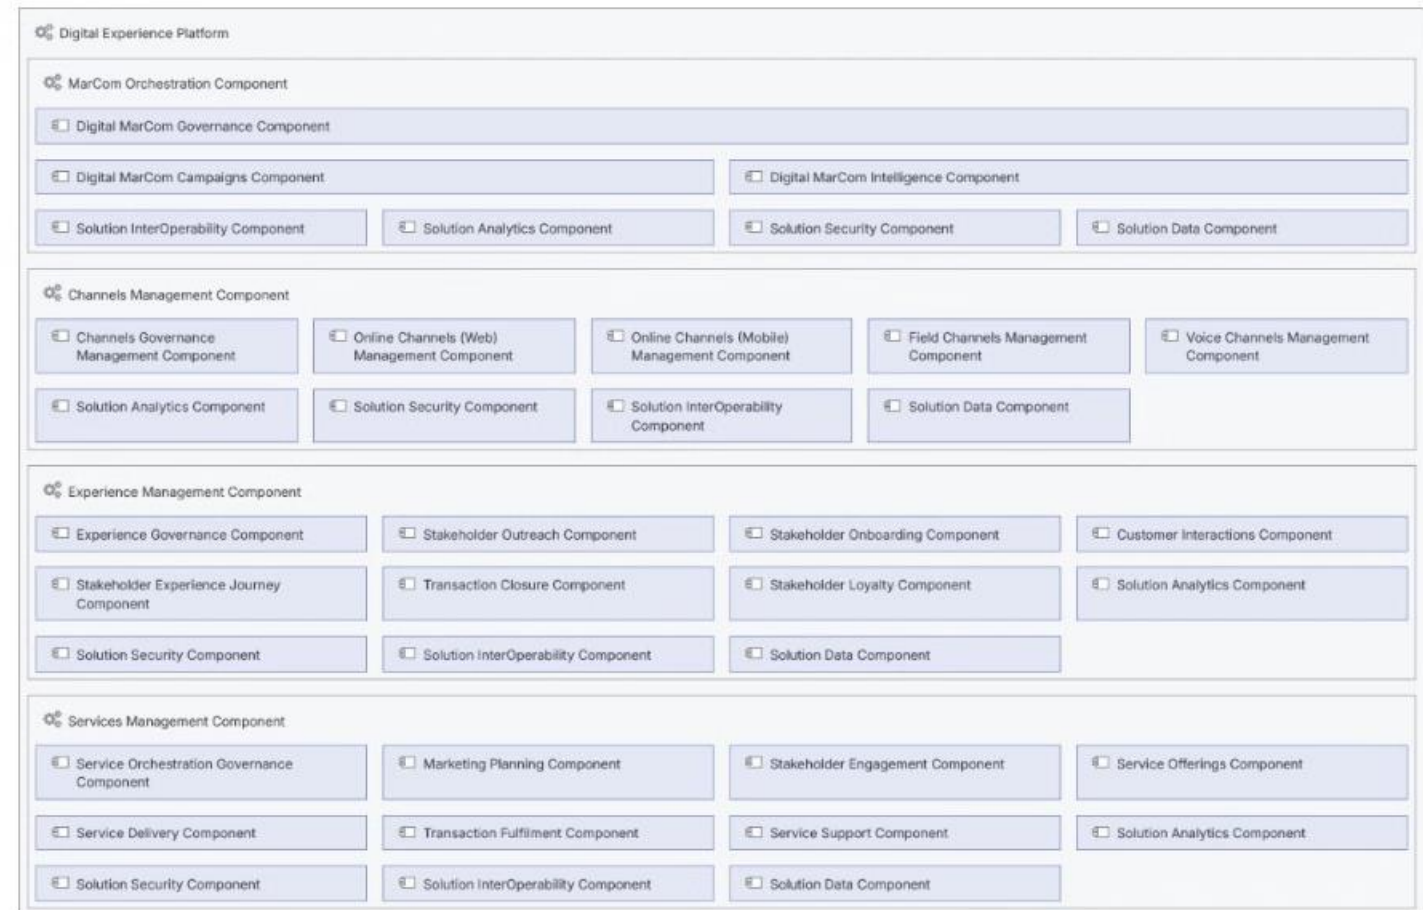 Digital Experience Platform
MarCom Orchestration Component
Digital MarCom Governance Component
Digital MarCom Campaigns Component
Digital MarCom Intelligence Component
Solution InterOperability Component
Solution Analytics Component
Solution Security Component
Solution Data Component
Channels Management Component
Channels Governance
Management Component
Online Channels (Web)
Management Component
Online Channels (Mobile)
Management Component
Field Channels Management
Component
Voice Channels Management
Component
Solution Analytics Component
Solution Security Component
Solution InterOperability
Component
Solution Data Component
Experience Management Component
Experience Governance Component
Stakeholder Outreach Component
Stakeholder Onboarding Component
Customer Interactions Component
Stakeholder Experience Journey
Component
Transaction Closure Component
Stakeholder Loyalty Component
Solution Analytics Component
Solution Security Component
Solution InterOperability Component
Solution Data Component
Services Management Component
Service Orchestration Governance
Component
Marketing Planning Component
Stakeholder Engagement Component
Service Offerings Component
Service Delivery Component
Transaction Fulfilment Component
Service Support Component
Solution Analytics Component
Solution Security Component
Solution InterOperability Component
Solution Data Component